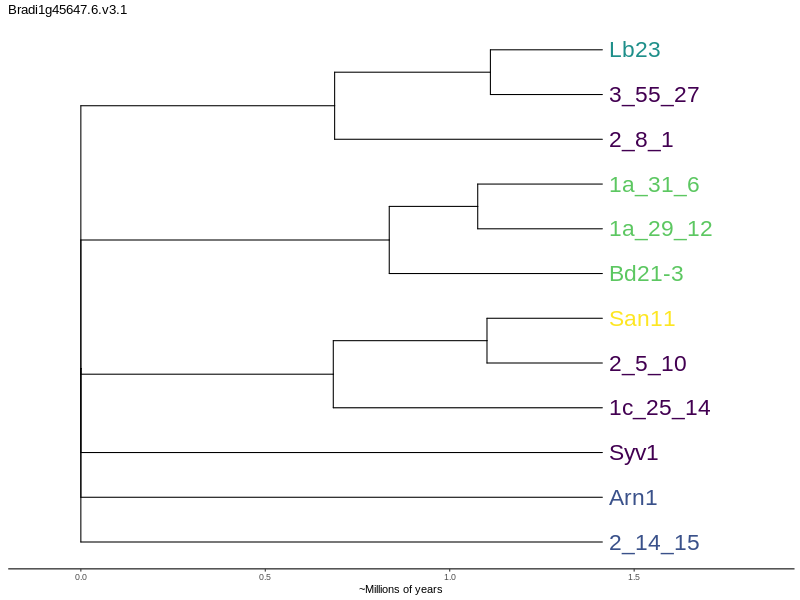 Bradi1g45647.6.v3.1
Lb23
3_55_27
2_8_1
1a_31_6
1a_29_12
Bd21-3
San11
2_5_10
1c_25_14
Syv1
Arn1
2_14_15
0.0 0.5 1.0 1.5
~Millions of years